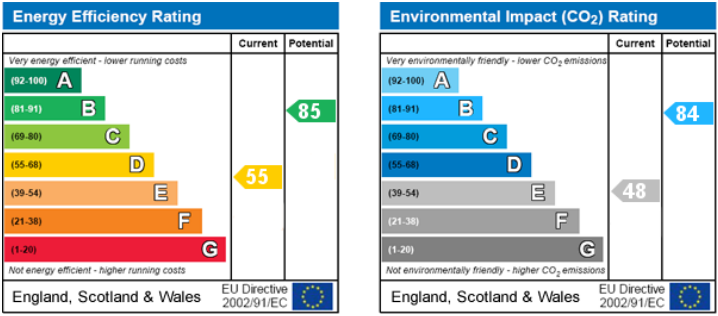 Energy Efficiency Rating
Current Potential
Very energy efficient - lower running costs
(92-100) A
(81-91) B
85
(69-80) C
(55-68) D
55
(39-54) E
(21-38) F
(1-20) G
Not energy efficient - higher running costs
England, Scotland & Wales
EU Directive
2002/91/EC
Environmental Impact (CO2) Rating
Current Potential
Very environmentally friendly - lower CO2 emissions
(92-100) A
(81-91) B
84
(69-80) C
(55-68) D
(39-54) E
48
(21-38) F
(1-20) G
Not environmentally friendly - higher CO2 emissions
England, Scotland & Wales
EU Directive
2002/91/EC